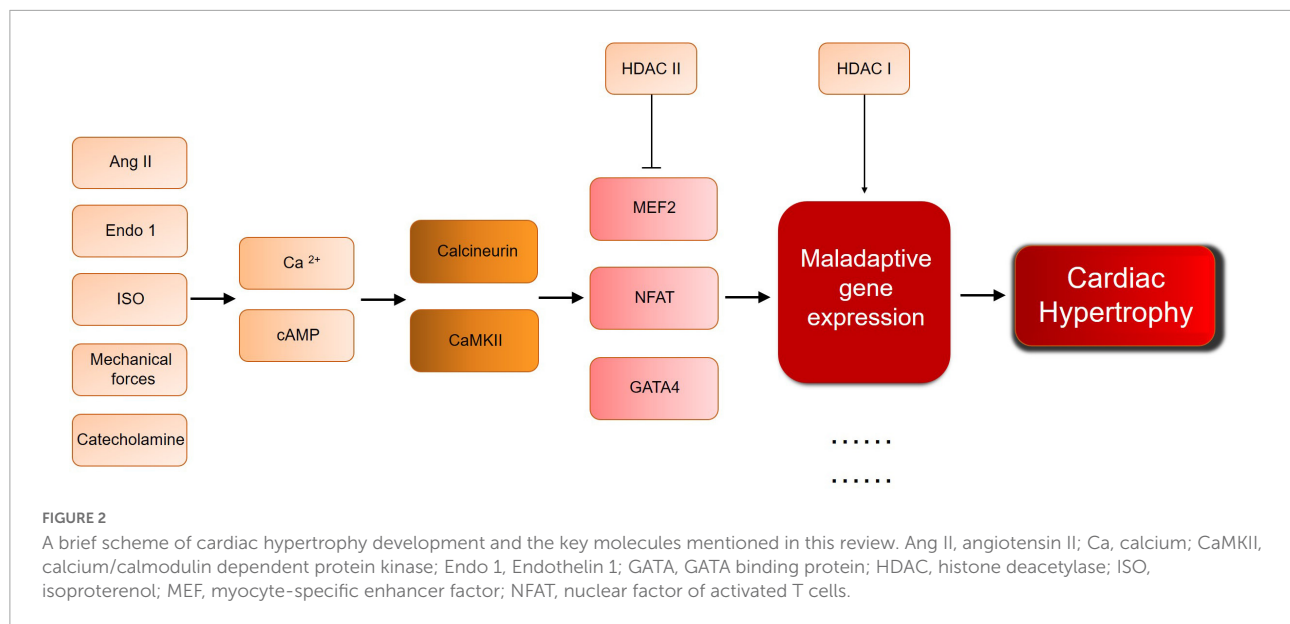 HDAC II
HDAC I
Ang II
Endo 1
ISO
Mechanical
forces
Catecholamine
Ca 2+
cAMP
Calcineurin
CaMKII
MEF2
NFAT
GATA4
Maladaptive
gene
expression
Cardiac
Hypertrophy
......
......
FIGURE 2
A brief scheme of cardiac hypertrophy development and the key molecules mentioned in this review. Ang II, angiotensin II; Ca, calcium; CaMKII,
calcium/calmodulin dependent protein kinase; Endo 1, Endothelin 1; GATA, GATA binding protein; HDAC, histone deacetylase; ISO,
isoproterenol; MEF, myocyte-specific enhancer factor; NFAT, nuclear factor of activated T cells.